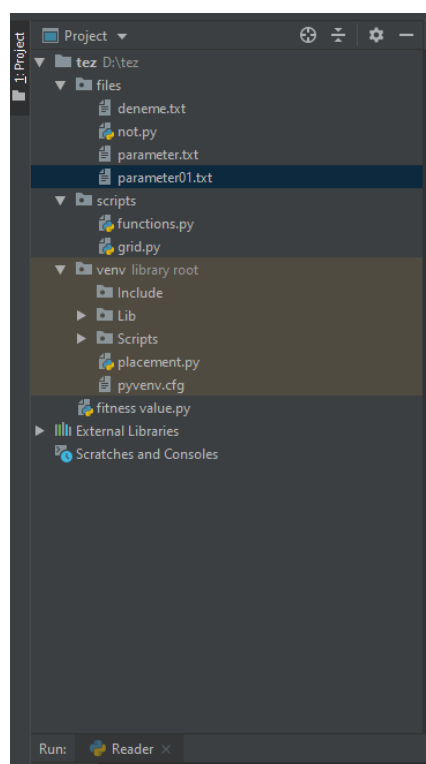 1: Project
Project
tez D:\tez
files
deneme.txt
not.py
parameter.txt
parameter01.txt
scripts
functions.py
grid.py
venv library root
Include
Lib
Scripts
placement.py
pyvenv.cfg
fitness value.py
External Libraries
Scratches and Consoles
Run: Reader